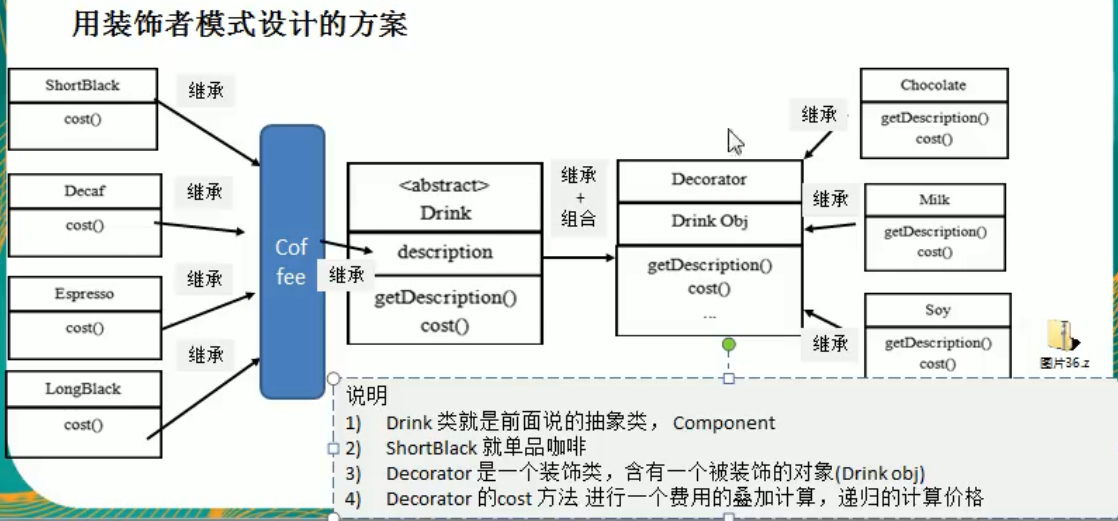 用装饰者模式设计的方案
ShortBlack
cost()
继承
Decaf
cost()
继承
Espresso
cost()
继承
LongBlack
cost()
继承
Cof
fee
继承
<abstract>
Drink
description
getDescription()
cost()
继承
+
组合
Decorator
Drink Obj
getDescription()
cost()
...
继承
Chocolate
getDescription()
cost()
继承
Milk
getDescription()
cost()
继承
Soy
getDescription()
cost()
图片36.z
说明
1) Drink 类就是前面说的抽象类， Component
2) ShortBlack 就单品咖啡
3) Decorator 是一个装饰类，含有一个被装饰的对象(Drink obj)
4) Decorator 的cost 方法 进行一个费用的叠加计算，递归的计算价格